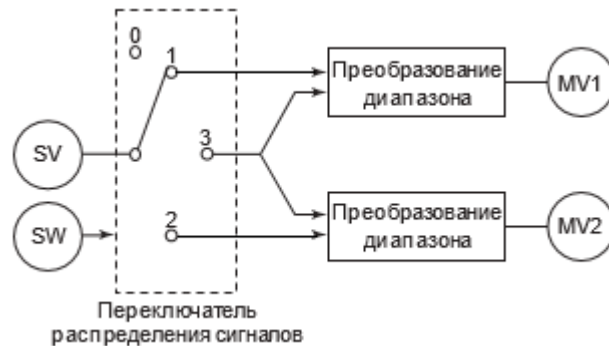 0
1
Преобразование
диапазона
MV1
SV
3
SW
2
Преобразование
диапазона
MV2
Переключатель
распределения сигналов